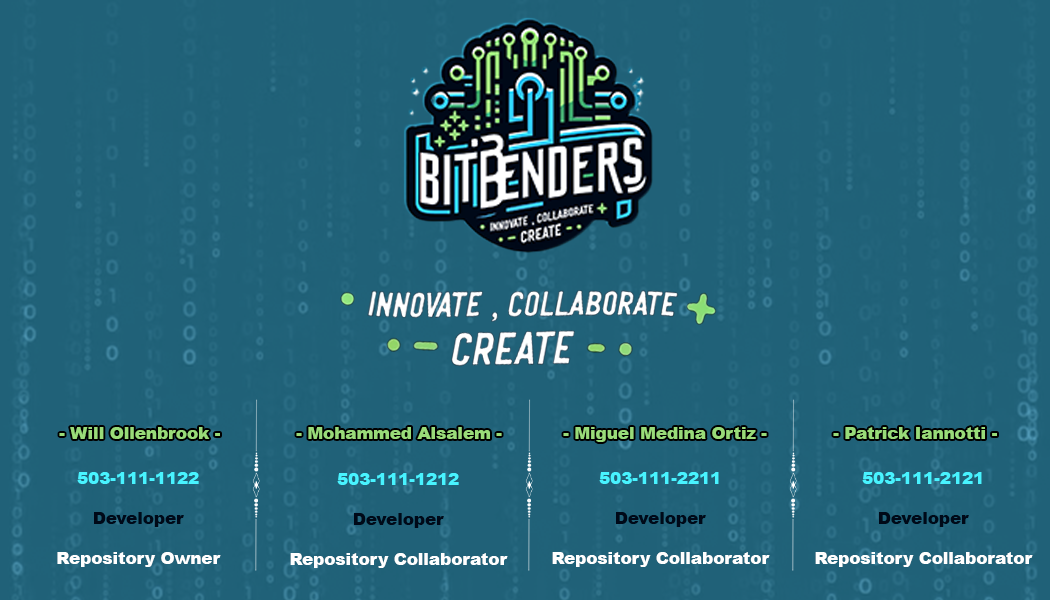 BITBENDERS
INNOVATE , COLLABORATE
CREATE
INNOVATE , COLLABORATE
CREATE
- Will Ollenbrook -
503-111-1122
Developer
Repository Owner
- Mohammed Alsalem -
503-111-1212
Developer
Repository Collaborator
- Miguel Medina Ortiz -
503-111-2211
Developer
Repository Collaborator
- Patrick Iannotti -
503-111-2121
Developer
Repository Collaborator